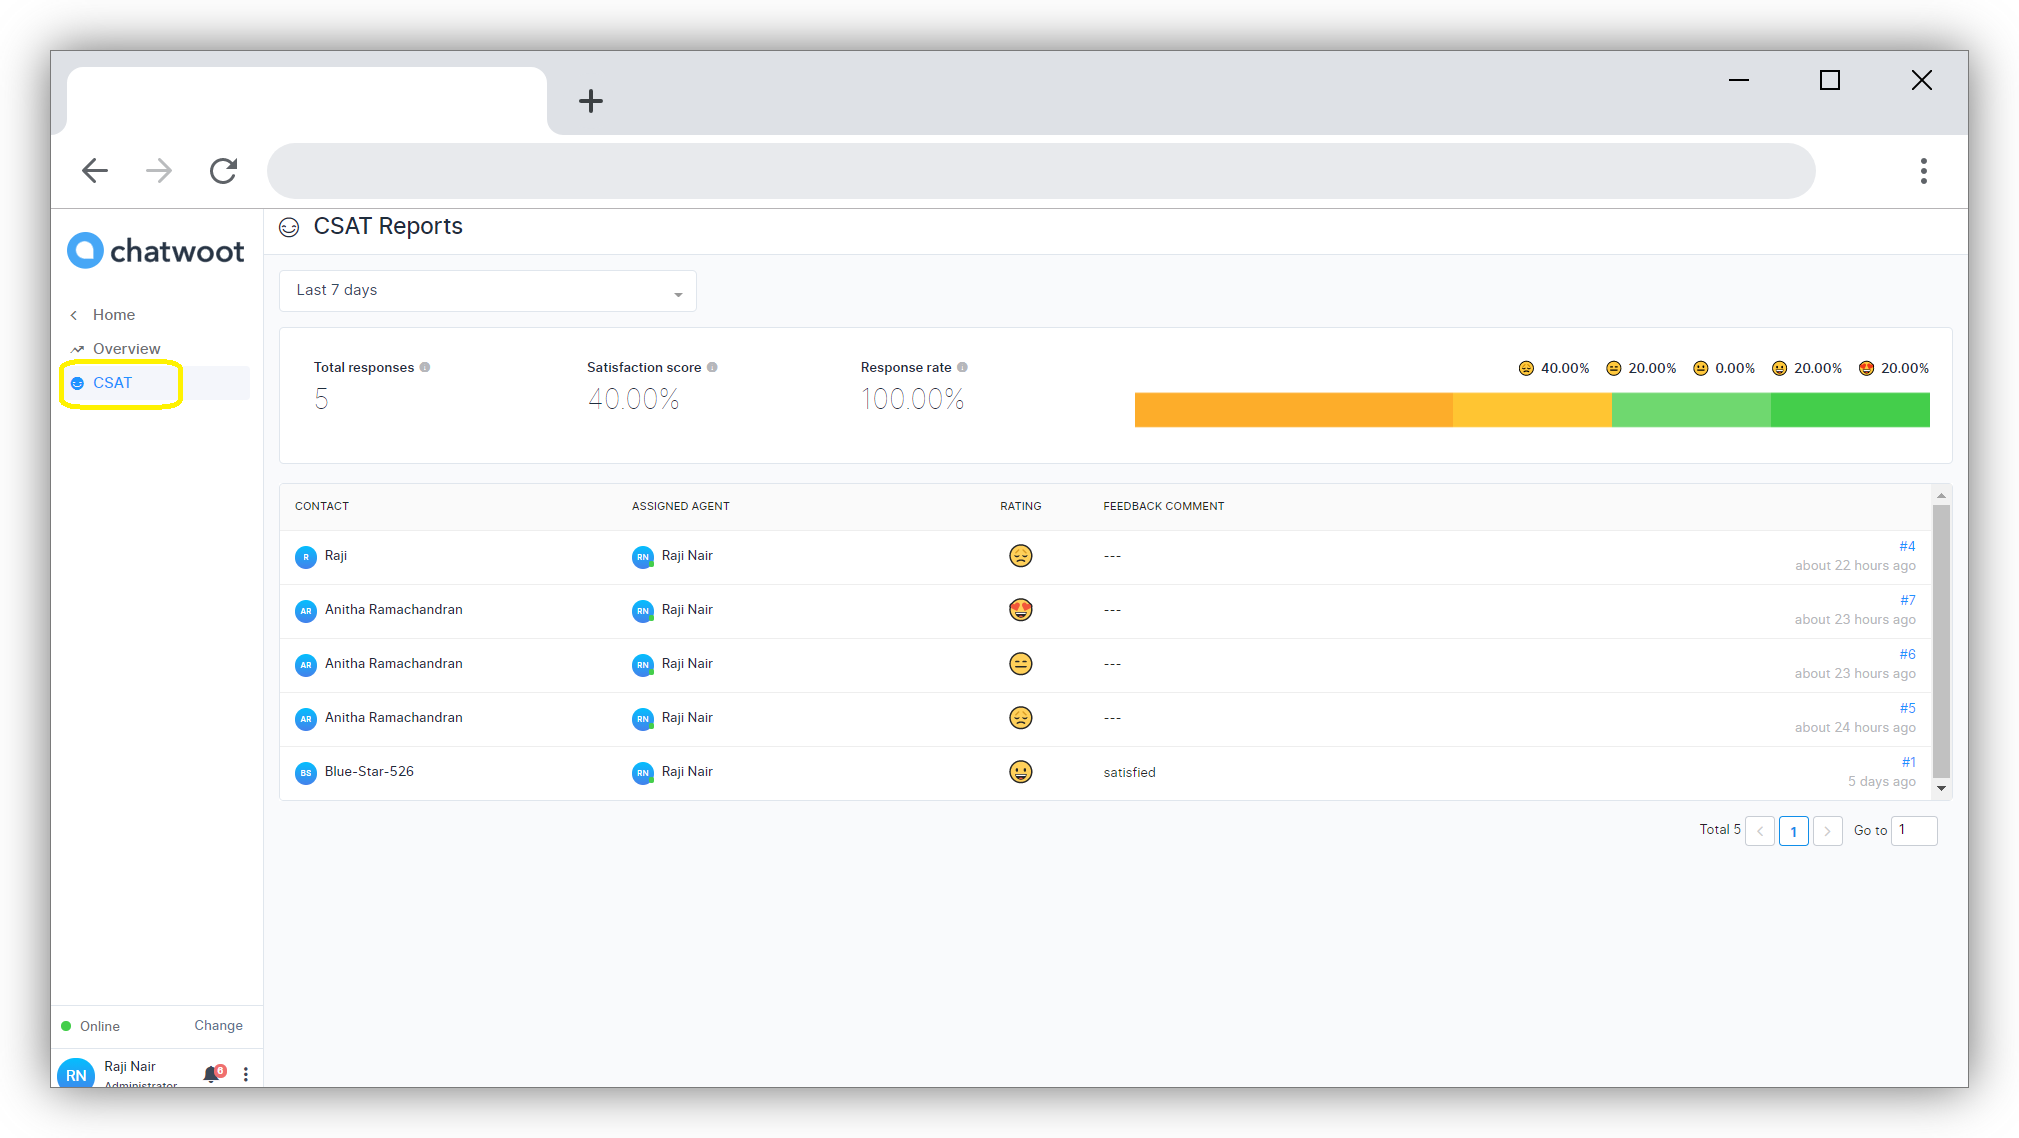 chatwoot
Home
Overview
CSAT
CSAT Reports
Last 7 days
Total responses
5
Satisfaction score
40.00%
Response rate
100.00%
40.00% 20.00% 0.00% 20.00% 20.00%
CONTACT ASSIGNED AGENT RATING FEEDBACK COMMENT
R Raji RN Raji Nair --- #4
about 22 hours ago
AR Anitha Ramachandran RN Raji Nair --- #7
about 23 hours ago
AR Anitha Ramachandran RN Raji Nair --- #6
about 23 hours ago
AR Anitha Ramachandran RN Raji Nair --- #5
about 24 hours ago
BS Blue-Star-526 RN Raji Nair satisfied #1
5 days ago
Total 5 1 Go to 1
Online Change
RN Raji Nair 6
Administrator